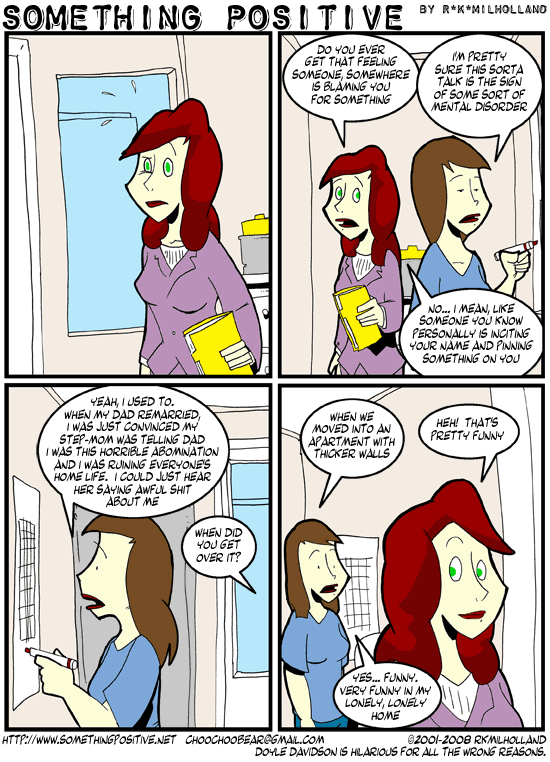 SOMETHING POSITIVE BY R*K*MILHOLLAND
DO YOU EVER
GET THAT FEELING
SOMEONE, SOMEWHERE
IS BLAMING YOU
FOR SOMETHING
I'M PRETTY
SURE THIS SORTA
TALK IS THE SIGN
OF SOME SORT OF
MENTAL DISORDER
NO... I MEAN, LIKE
SOMEONE YOU KNOW
PERSONALLY IS INCITING
YOUR NAME AND PINNING
SOMETHING ON YOU
YEAH, I USED TO.
WHEN MY DAD REMARRIED,
I WAS JUST CONVINCED MY
STEP-MOM WAS TELLING DAD
I WAS THIS HORRIBLE ABOMINATION
AND I WAS RUINING EVERYONE'S
HOME LIFE. I COULD JUST HEAR
HER SAYING AWFUL SHIT
ABOUT ME
WHEN DID
YOU GET
OVER IT?
WHEN WE
MOVED INTO AN
APARTMENT WITH
THICKER WALLS
HEH! THAT'S
PRETTY FUNNY
YES... FUNNY.
VERY FUNNY IN MY
LONELY, LONELY
HOME
HTTP://WWW.SOMETHINGPOSITIVE.NET CHOOCHOOBEAR@GMAIL.COM ©2001-2008 RKMILHOLLAND
DOYLE DAVIDSON IS HILARIOUS FOR ALL THE WRONG REASONS.